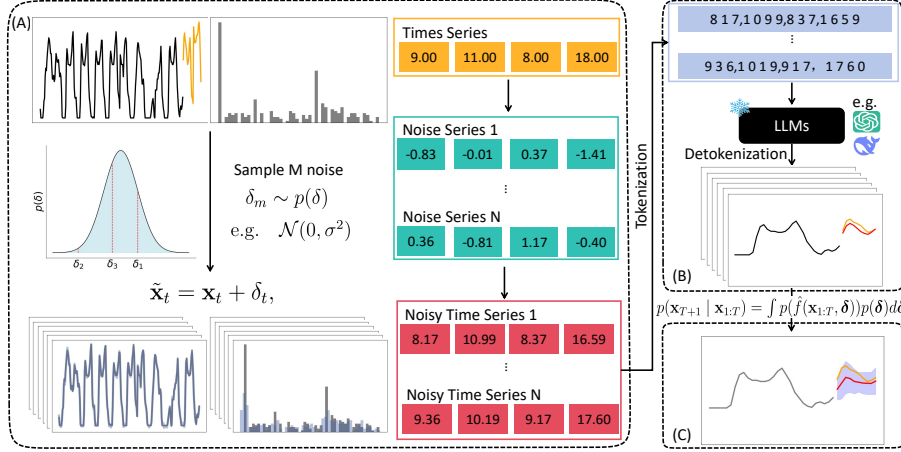 (A)
Times Series
9.00 11.00 8.00 18.00
Noise Series 1
-0.83 -0.01 0.37 -1.41
⋮
Noise Series N
0.36 -0.81 1.17 -0.40
p(δ)
δ₂ δ₃ δ₁
Sample M noise
δₘ ∼ p(δ)
e.g. 𝒩(0, σ²)
x̃ₜ = xₜ + δₜ,
Noisy Time Series 1
8.17 10.99 8.37 16.59
⋮
Noisy Time Series N
9.36 10.19 9.17 17.60
Tokenization
8 1 7,1 0 9 9,8 3 7,1 6 5 9
⋮
9 3 6,1 0 1 9,9 1 7, 1 7 6 0
LLMs
e.g.
Detokenization
(B)
p(x_{T+1} | x_{1:T}) = ∫ p(f̂(x_{1:T}, δ))p(δ)dδ
(C)